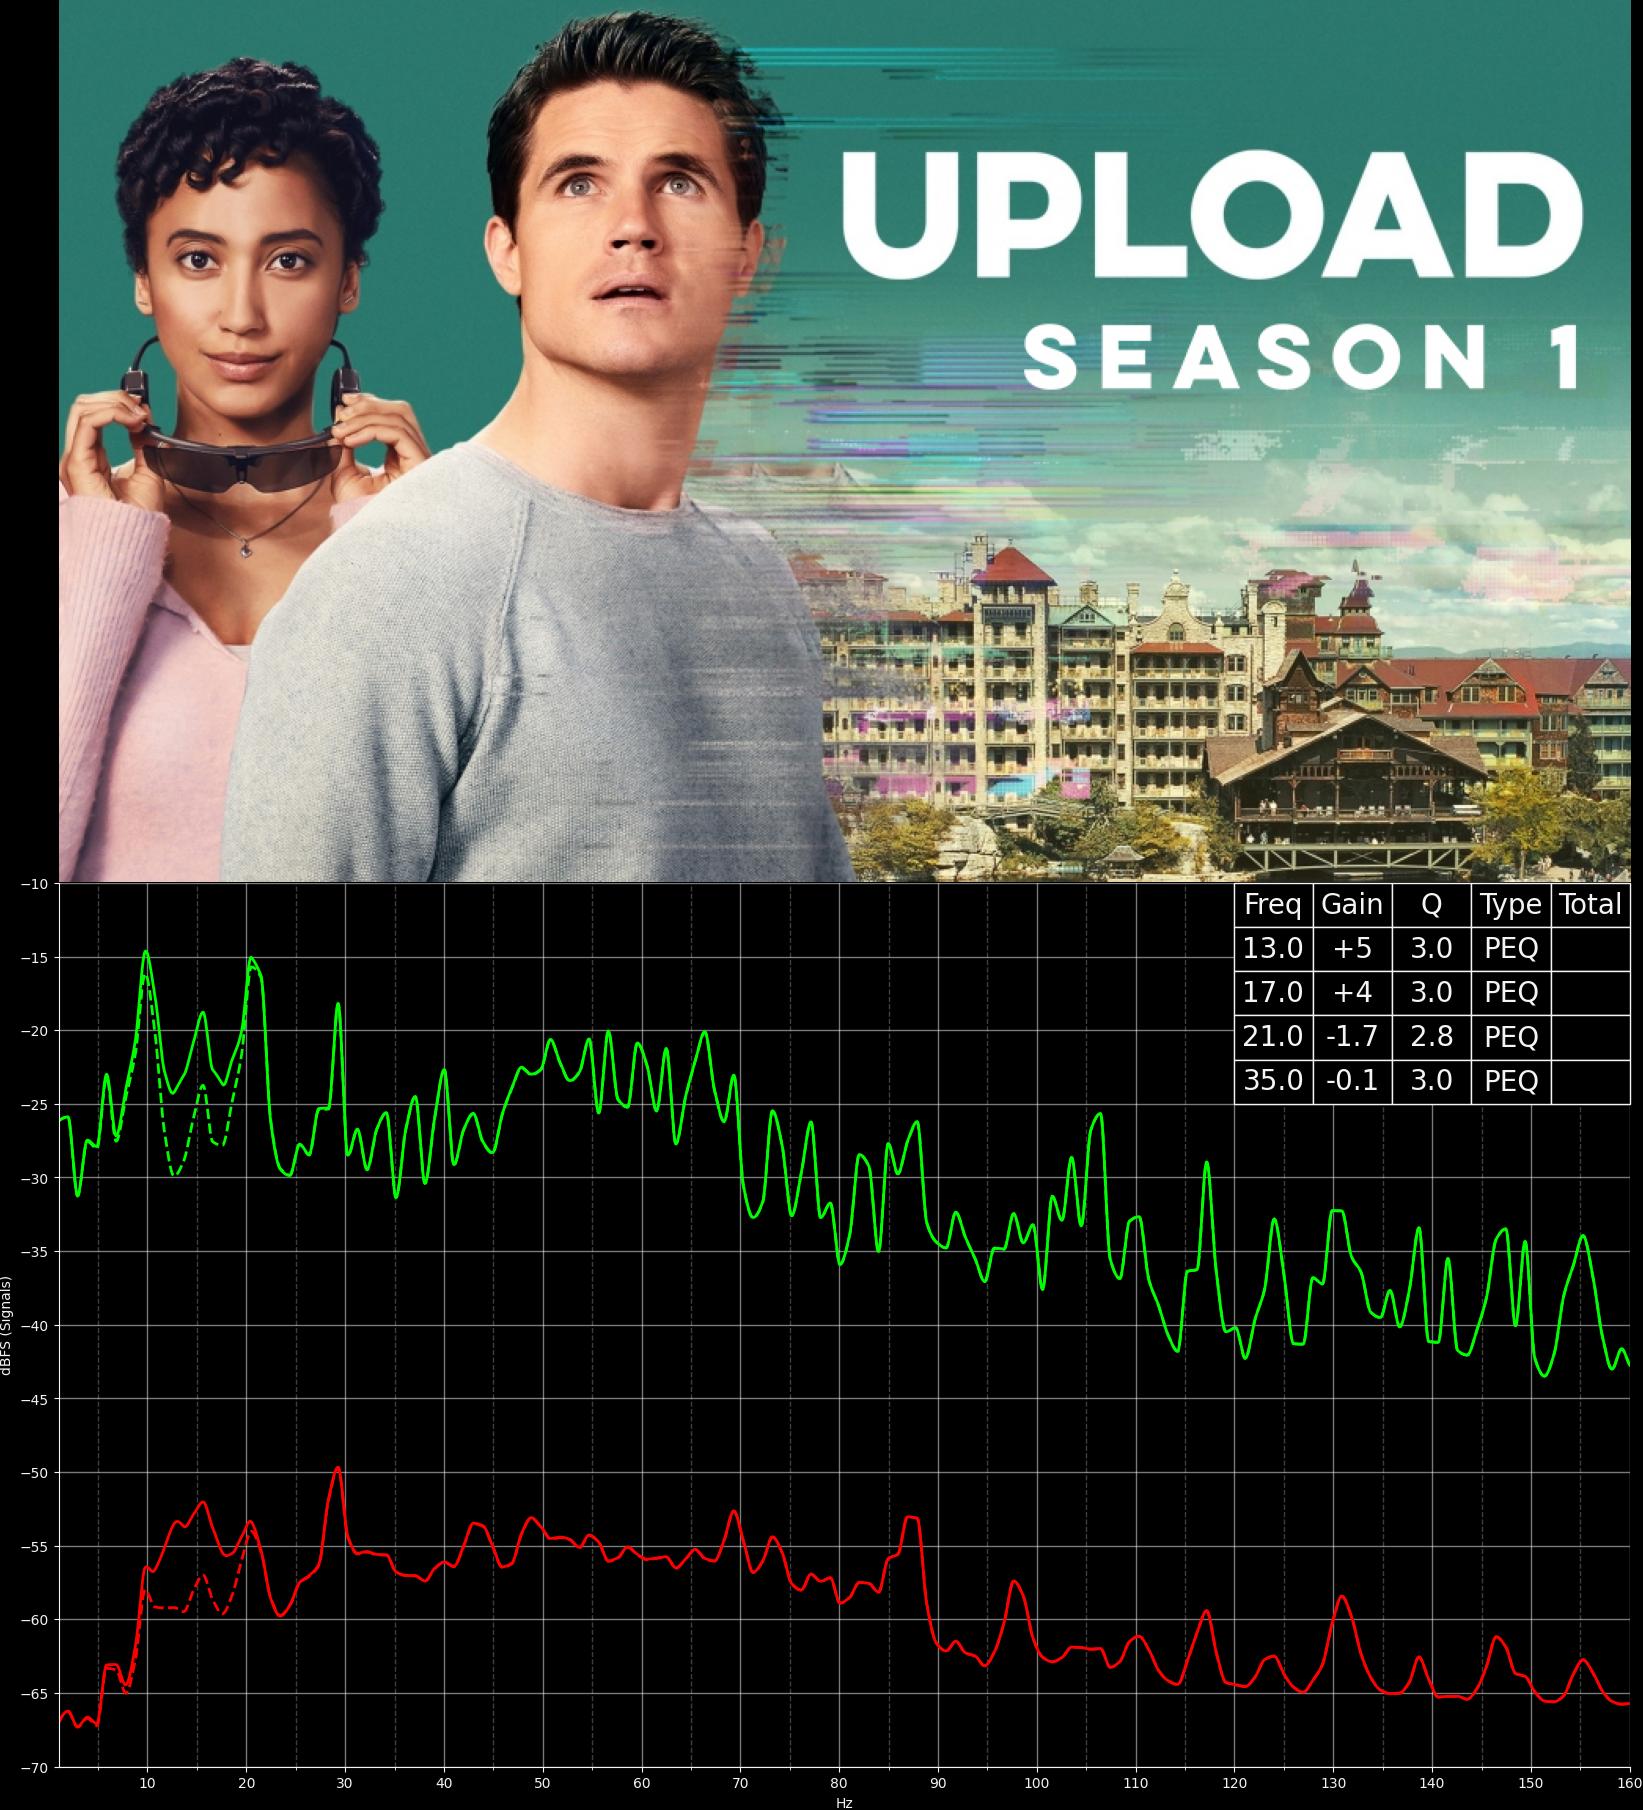 UPLOAD
SEASON 1
Freq Gain Q Type Total
13.0 +5 3.0 PEQ
17.0 +4 3.0 PEQ
21.0 -1.7 2.8 PEQ
35.0 -0.1 3.0 PEQ
−10
−15
−20
−25
−30
−35
−40
−45
−50
−55
−60
−65
−70
dBFS (Signals)
10 20 30 40 50 60 70 80 90 100 110 120 130 140 150 160
Hz